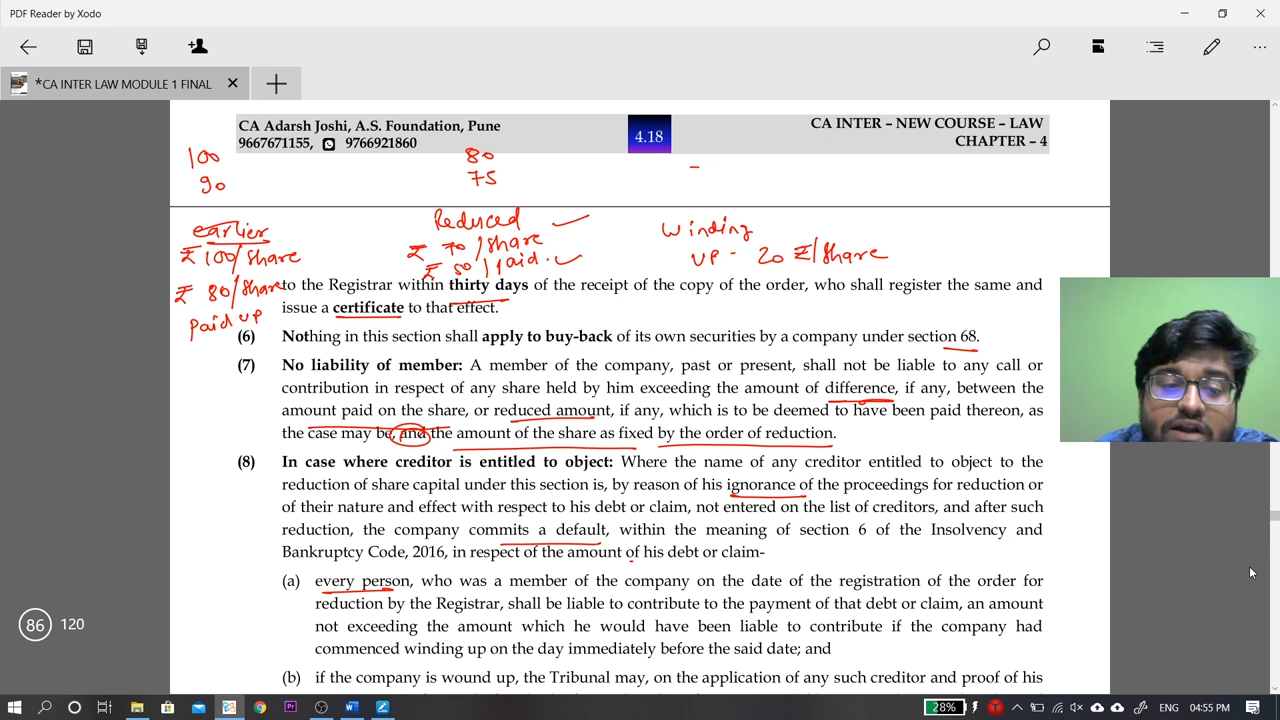 PDF Reader by Xodo
*CA INTER LAW MODULE 1 FINAL
CA Adarsh Joshi, A.S. Foundation, Pune
9667671155, 9766921860
4.18
CA INTER – NEW COURSE – LAW
CHAPTER – 4
100 80 -
90 75
earlier Reduced Winding
₹ 100/share ₹ 70/share up - 20 ₹/share
₹ 80/share ₹ 50/paid.
paid up
to the Registrar within thirty days of the receipt of the copy of the order, who shall register the same and
issue a certificate to that effect.
(6) Nothing in this section shall apply to buy-back of its own securities by a company under section 68.
(7) No liability of member: A member of the company, past or present, shall not be liable to any call or
contribution in respect of any share held by him exceeding the amount of difference, if any, between the
amount paid on the share, or reduced amount, if any, which is to be deemed to have been paid thereon, as
the case may be, and the amount of the share as fixed by the order of reduction.
(8) In case where creditor is entitled to object: Where the name of any creditor entitled to object to the
reduction of share capital under this section is, by reason of his ignorance of the proceedings for reduction or
of their nature and effect with respect to his debt or claim, not entered on the list of creditors, and after such
reduction, the company commits a default, within the meaning of section 6 of the Insolvency and
Bankruptcy Code, 2016, in respect of the amount of his debt or claim-
(a) every person, who was a member of the company on the date of the registration of the order for
reduction by the Registrar, shall be liable to contribute to the payment of that debt or claim, an amount
not exceeding the amount which he would have been liable to contribute if the company had
commenced winding up on the day immediately before the said date; and
(b) if the company is wound up, the Tribunal may, on the application of any such creditor and proof of his
86 120
28% ENG 04:55 PM